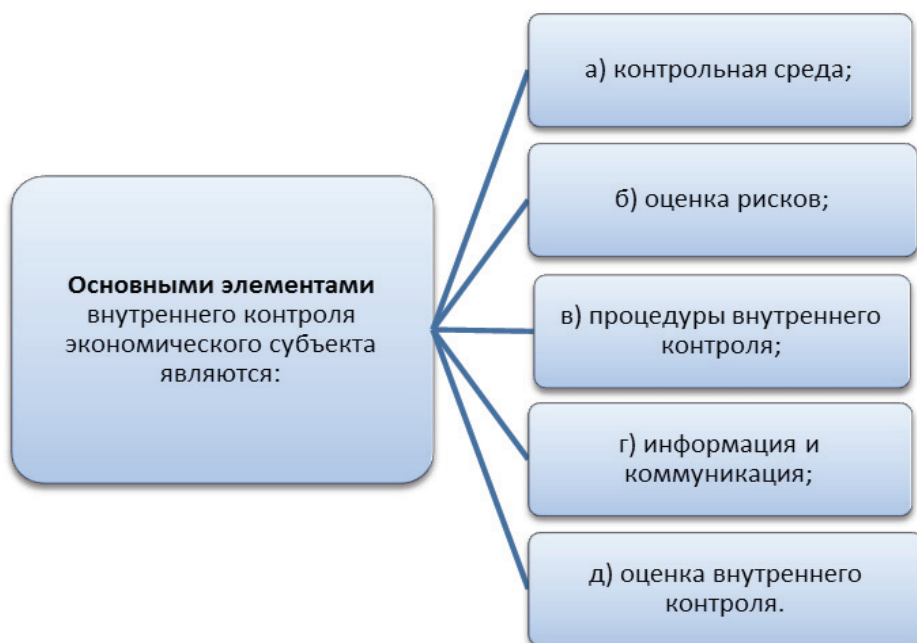 Основными элементами
внутреннего контроля
экономического субъекта
являются:
а) контрольная среда;
б) оценка рисков;
в) процедуры внутреннего
контроля;
г) информация и
коммуникация;
д) оценка внутреннего
контроля.